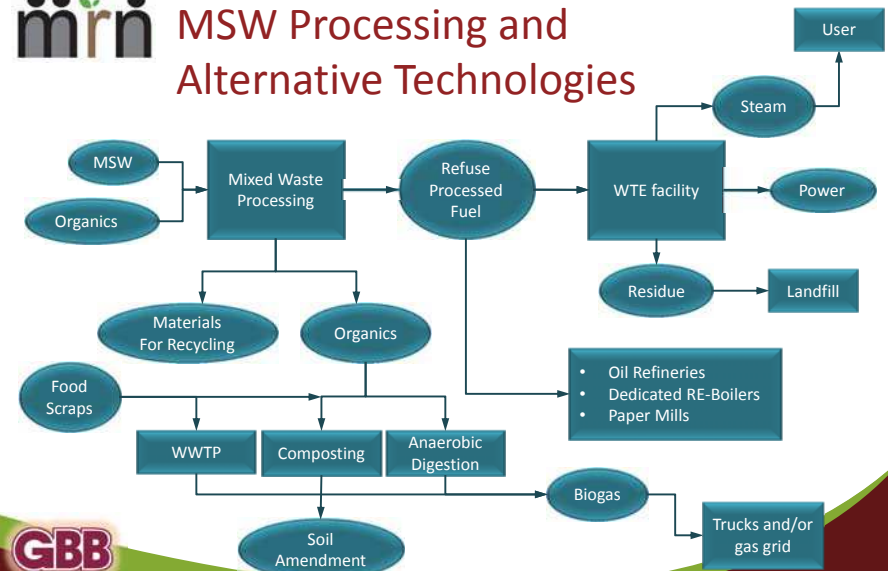 mrn
MSW Processing and
Alternative Technologies
User
Steam
MSW
Organics
Mixed Waste
Processing
Refuse
Processed
Fuel
WTE facility
Power
Residue
Landfill
Materials
For Recycling
Organics
• Oil Refineries
• Dedicated RE-Boilers
• Paper Mills
Food
Scraps
WWTP
Composting
Anaerobic
Digestion
Biogas
Trucks and/or
gas grid
Soil
Amendment
GBB